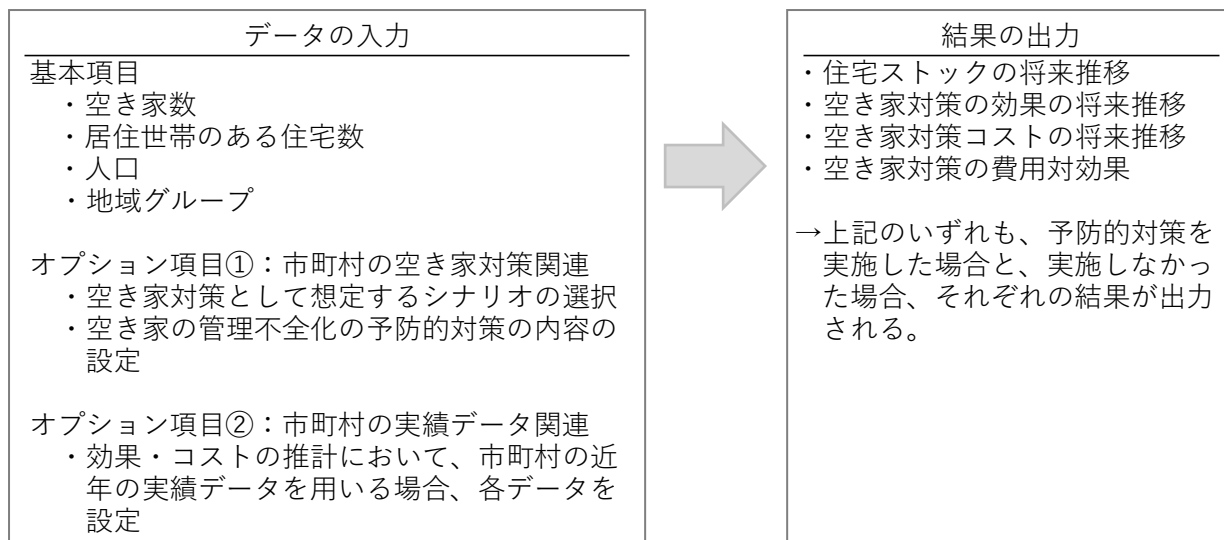 データの入力
基本項目
・空き家数
・居住世帯のある住宅数
・人口
・地域グループ
オプション項目①：市町村の空き家対策関連
・空き家対策として想定するシナリオの選択
・空き家の管理不全化の予防的対策の内容の
設定
オプション項目②：市町村の実績データ関連
・効果・コストの推計において、市町村の近
年の実績データを用いる場合、各データを
設定
結果の出力
・住宅ストックの将来推移
・空き家対策の効果の将来推移
・空き家対策コストの将来推移
・空き家対策の費用対効果
→上記のいずれも、予防的対策を
実施した場合と、実施しなかっ
た場合、それぞれの結果が出力
される。